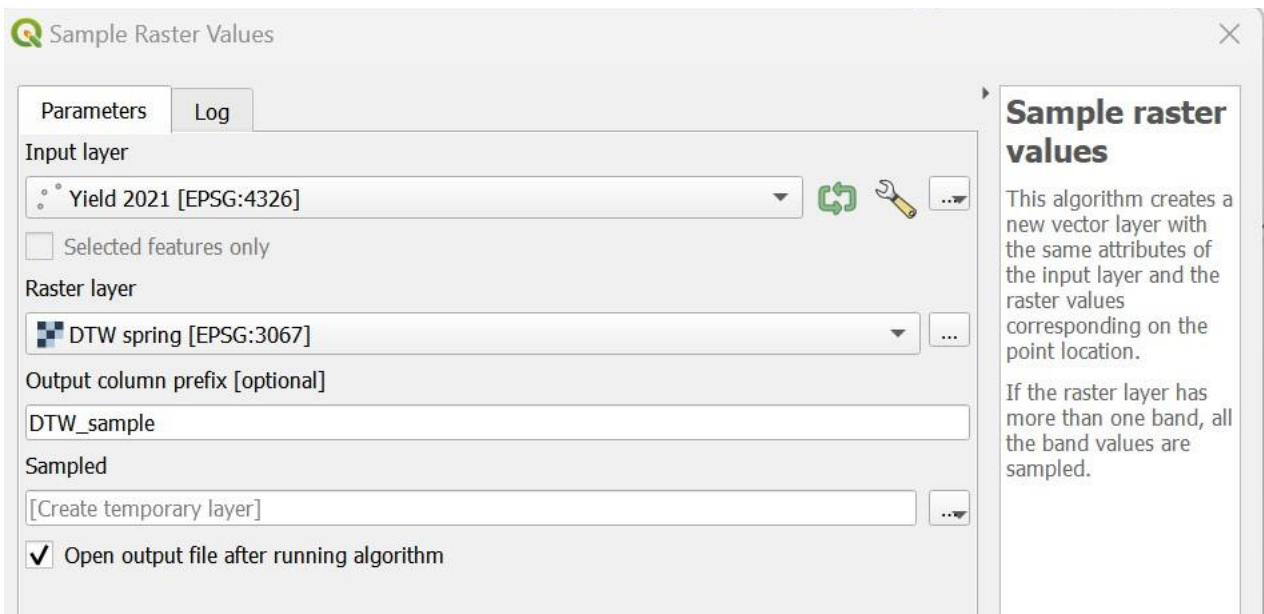 Sample Raster Values
Parameters
Log
Input layer
Yield 2021 [EPSG:4326]
...
Selected features only
Raster layer
DTW spring [EPSG:3067]
...
Output column prefix [optional]
DTW_sample
Sampled
[Create temporary layer]
...
Open output file after running algorithm
Sample raster
values
This algorithm creates a
new vector layer with
the same attributes of
the input layer and the
raster values
corresponding on the
point location.
If the raster layer has
more than one band, all
the band values are
sampled.